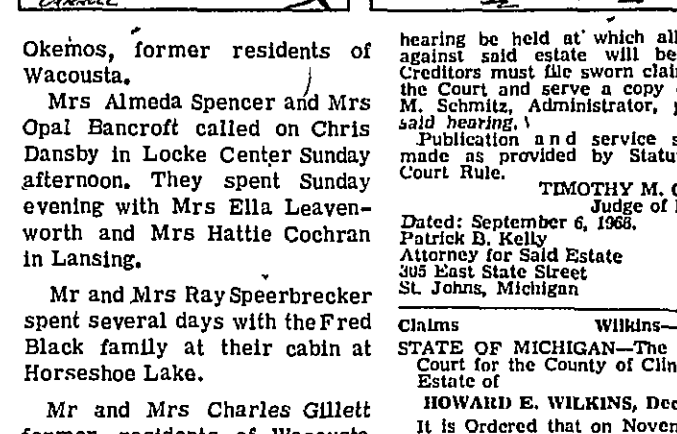 Okemos, former residents of
Wacousta.
Mrs Almeda Spencer and Mrs
Opal Bancroft called on Chris
Dansby in Locke Center Sunday
afternoon. They spent Sunday
evening with Mrs Ella Leaven-
worth and Mrs Hattie Cochran
in Lansing.
Mr and Mrs Ray Speerbrecker
spent several days with the Fred
Black family at their cabin at
Horseshoe Lake.
Mr and Mrs Charles Gillett
former residents of Wacousta
hearing be held at which all
against said estate will be
Creditors must file sworn clai
the Court and serve a copy
M. Schmitz, Administrator,
said hearing.
Publication and service s
made as provided by Statu
Court Rule.
TIMOTHY M.
Judge of
Dated: September 6, 1968.
Patrick B. Kelly
Attorney for Said Estate
305 East State Street
St. Johns, Michigan
Claims Wilkins—
STATE OF MICHIGAN—The
Court for the County of Clin
Estate of
HOWARD E. WILKINS, Dec
It is Ordered that on Novem